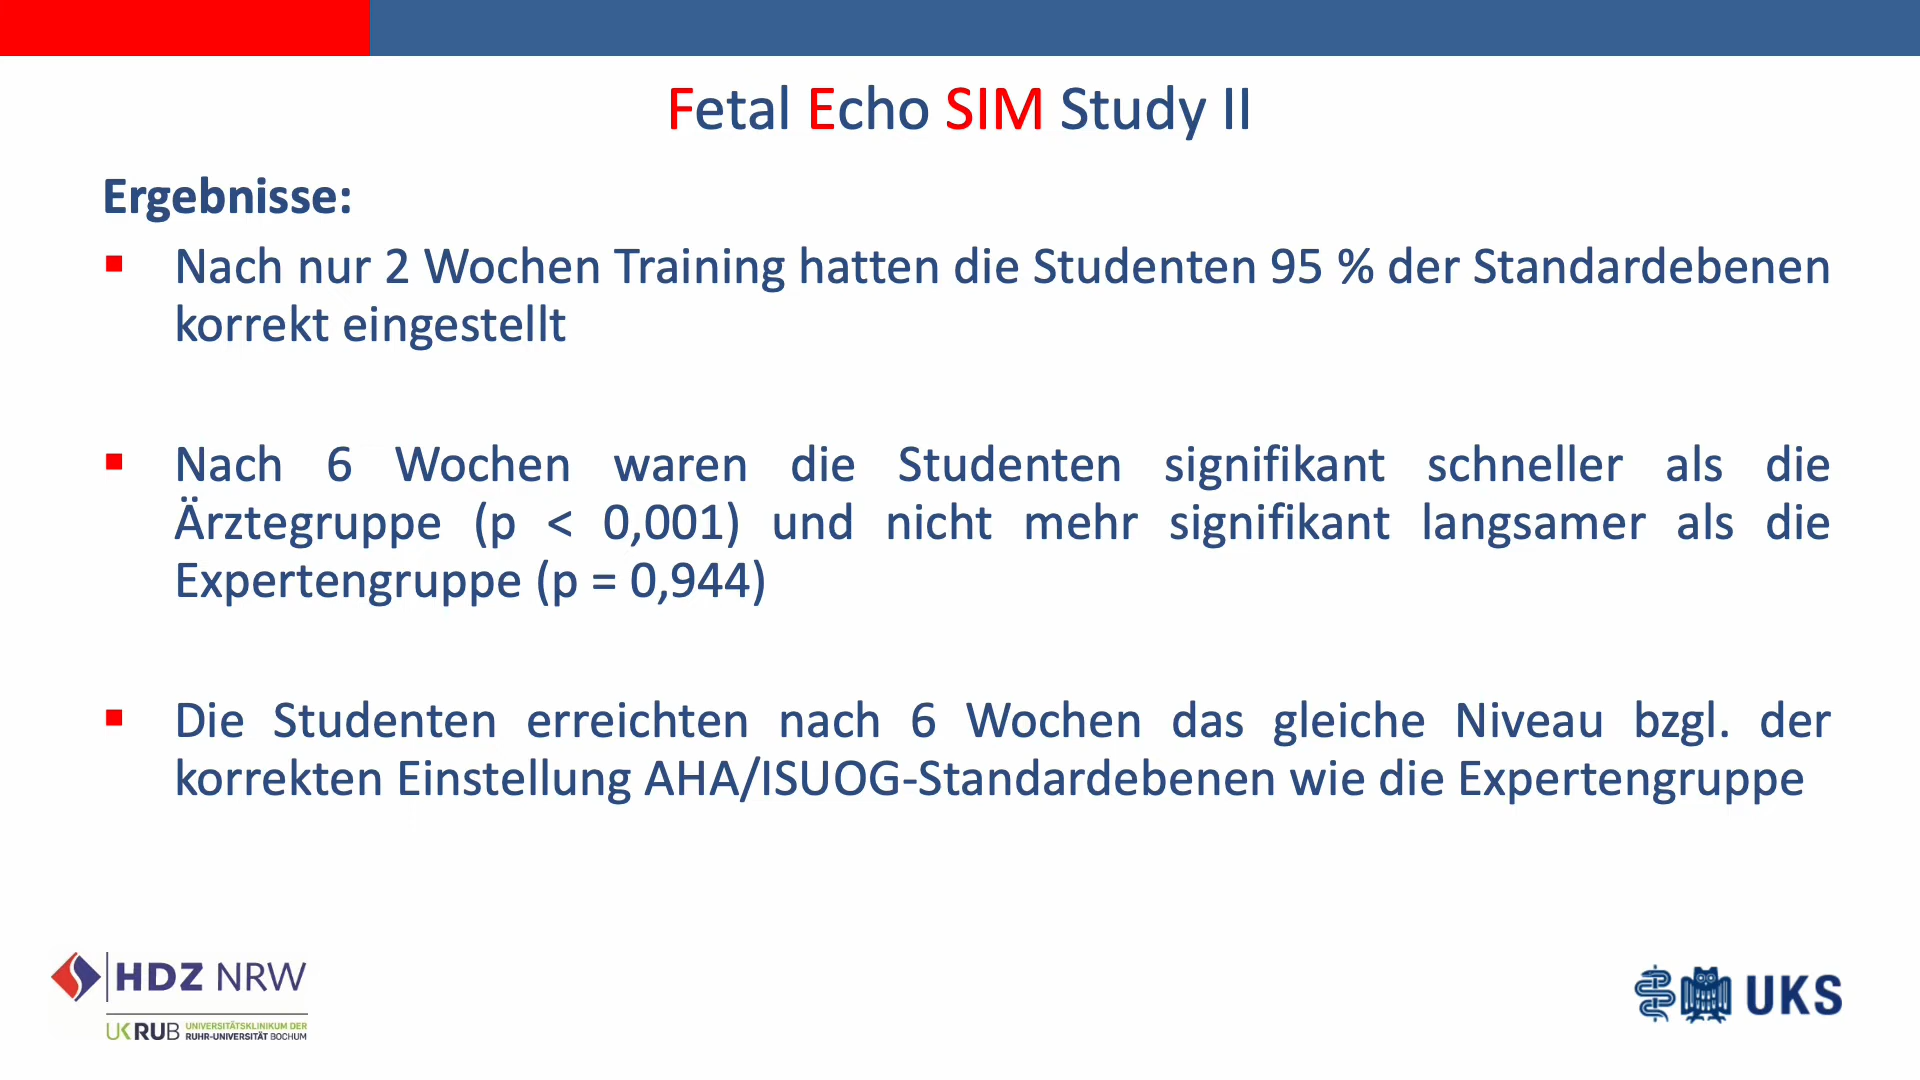 Fetal Echo SIM Study II
Ergebnisse:
▪ Nach nur 2 Wochen Training hatten die Studenten 95 % der Standardebenen
korrekt eingestellt
▪ Nach 6 Wochen waren die Studenten signifikant schneller als die
Ärztegruppe (p < 0,001) und nicht mehr signifikant langsamer als die
Expertengruppe (p = 0,944)
▪ Die Studenten erreichten nach 6 Wochen das gleiche Niveau bzgl. der
korrekten Einstellung AHA/ISUOG-Standardebenen wie die Expertengruppe
HDZ NRW
UK RUB UNIVERSITÄTSKLINIKUM DER
RUHR-UNIVERSITÄT BOCHUM
UKS